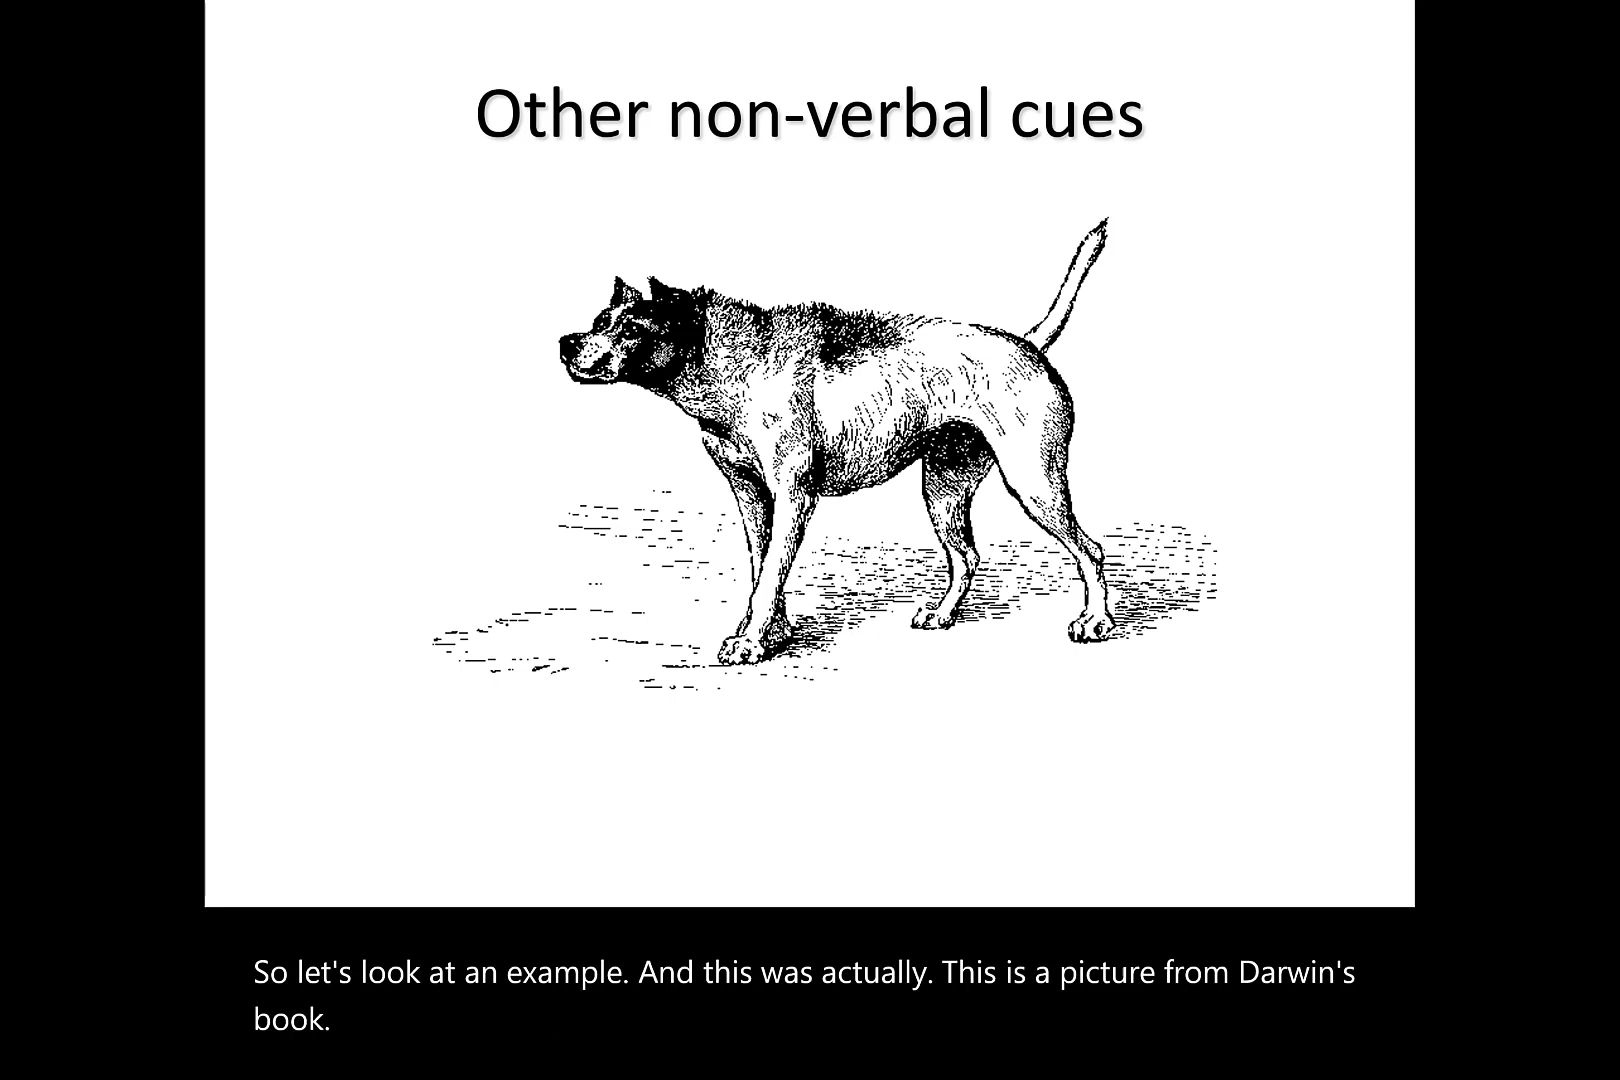 Other non-verbal cues
So let's look at an example. And this was actually. This is a picture from Darwin's
book.